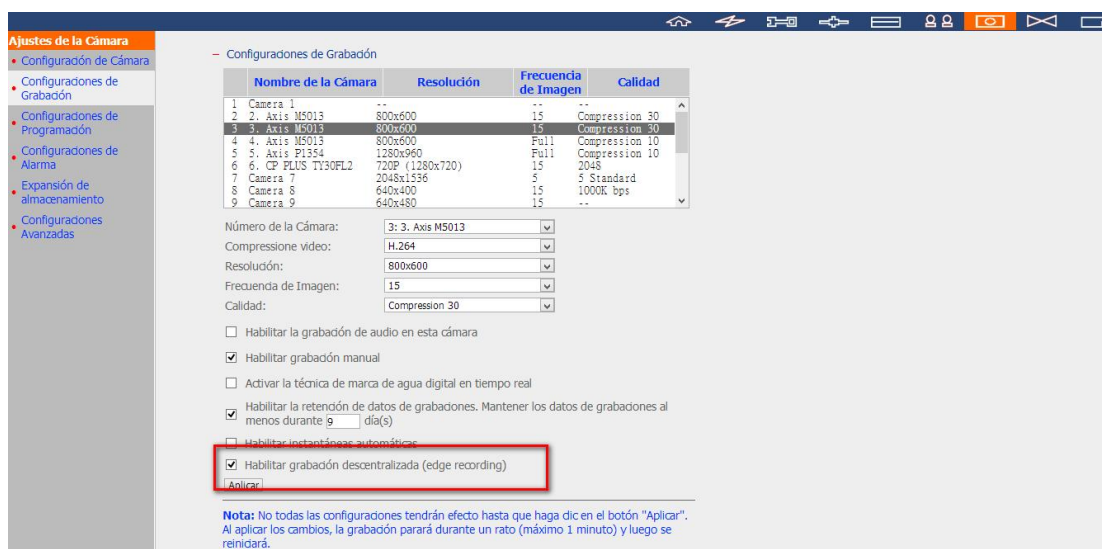 Ajustes de la Cámara
Configuración de Cámara
Configuraciones de
Grabación
Configuraciones de
Programación
Configuraciones de
Alarma
Expansión de
almacenamiento
Configuraciones
Avanzadas
− Configuraciones de Grabación
Nombre de la Cámara Resolución Frecuencia de Imagen Calidad
1 Camera 1 -- -- --
2 2. Axis M5013 800x600 15 Compression 30
3 3. Axis M5013 800x600 15 Compression 30
4 4. Axis M5013 800x600 Full Compression 10
5 5. Axis P1354 1280x960 Full Compression 10
6 6. CP PLUS TY30FL2 720P (1280x720) 15 2048
7 Camera 7 2048x1536 5 5 Standard
8 Camera 8 640x400 15 1000K bps
9 Camera 9 640x480 15 --
Número de la Cámara: 3: 3. Axis M5013
Compressione video: H.264
Resolución: 800x600
Frecuencia de Imagen: 15
Calidad: Compression 30
Habilitar la grabación de audio en esta cámara
Habilitar grabación manual
Activar la técnica de marca de agua digital en tiempo real
Habilitar la retención de datos de grabaciones. Mantener los datos de grabaciones al
menos durante 9 día(s)
Habilitar instantáneas automáticas
Habilitar grabación descentralizada (edge recording)
Aplicar
Nota: No todas las configuraciones tendrán efecto hasta que haga clic en el botón "Aplicar".
Al aplicar los cambios, la grabación parará durante un rato (máximo 1 minuto) y luego se
reiniciará.